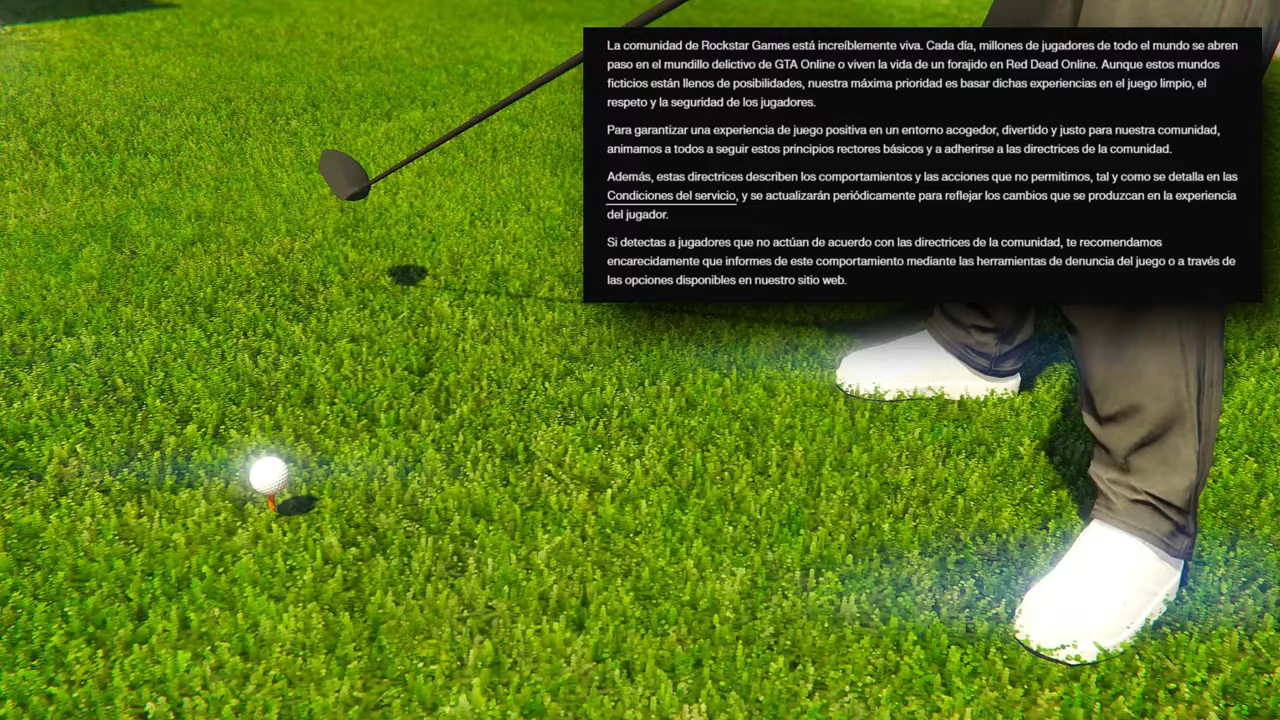 La comunidad de Rockstar Games está increíblemente viva. Cada día, millones de jugadores de todo el mundo se abren
paso en el mundillo delictivo de GTA Online o viven la vida de un forajido en Red Dead Online. Aunque estos mundos
ficticios están llenos de posibilidades, nuestra máxima prioridad es basar dichas experiencias en el juego limpio, el
respeto y la seguridad de los jugadores.
Para garantizar una experiencia de juego positiva en un entorno acogedor, divertido y justo para nuestra comunidad,
animamos a todos a seguir estos principios rectores básicos y a adherirse a las directrices de la comunidad.
Además, estas directrices describen los comportamientos y las acciones que no permitimos, tal y como se detalla en las
Condiciones del servicio, y se actualizarán periódicamente para reflejar los cambios que se produzcan en la experiencia
del jugador.
Si detectas a jugadores que no actúan de acuerdo con las directrices de la comunidad, te recomendamos
encarecidamente que informes de este comportamiento mediante las herramientas de denuncia del juego o a través de
las opciones disponibles en nuestro sitio web.